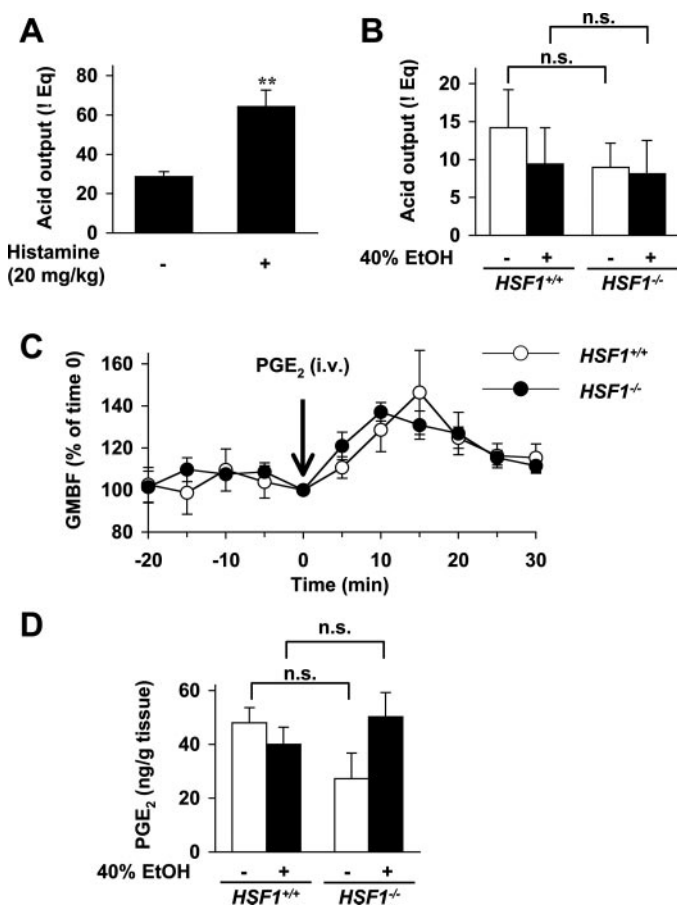 A
Acid output (! Eq)
80
60
40
20
0
**
Histamine
(20 mg/kg)
- +
B
n.s.
n.s.
Acid output (! Eq)
20
15
10
5
0
40% EtOH - + - +
HSF1+/+ HSF1-/-
C
GMBF (% of time 0)
160
140
120
100
80
PGE2 (i.v.)
HSF1+/+
HSF1-/-
-20 -10 0 10 20 30
Time (min)
D
n.s.
n.s.
PGE2 (ng/g tissue)
60
40
20
0
40% EtOH - + - +
HSF1+/+ HSF1-/-